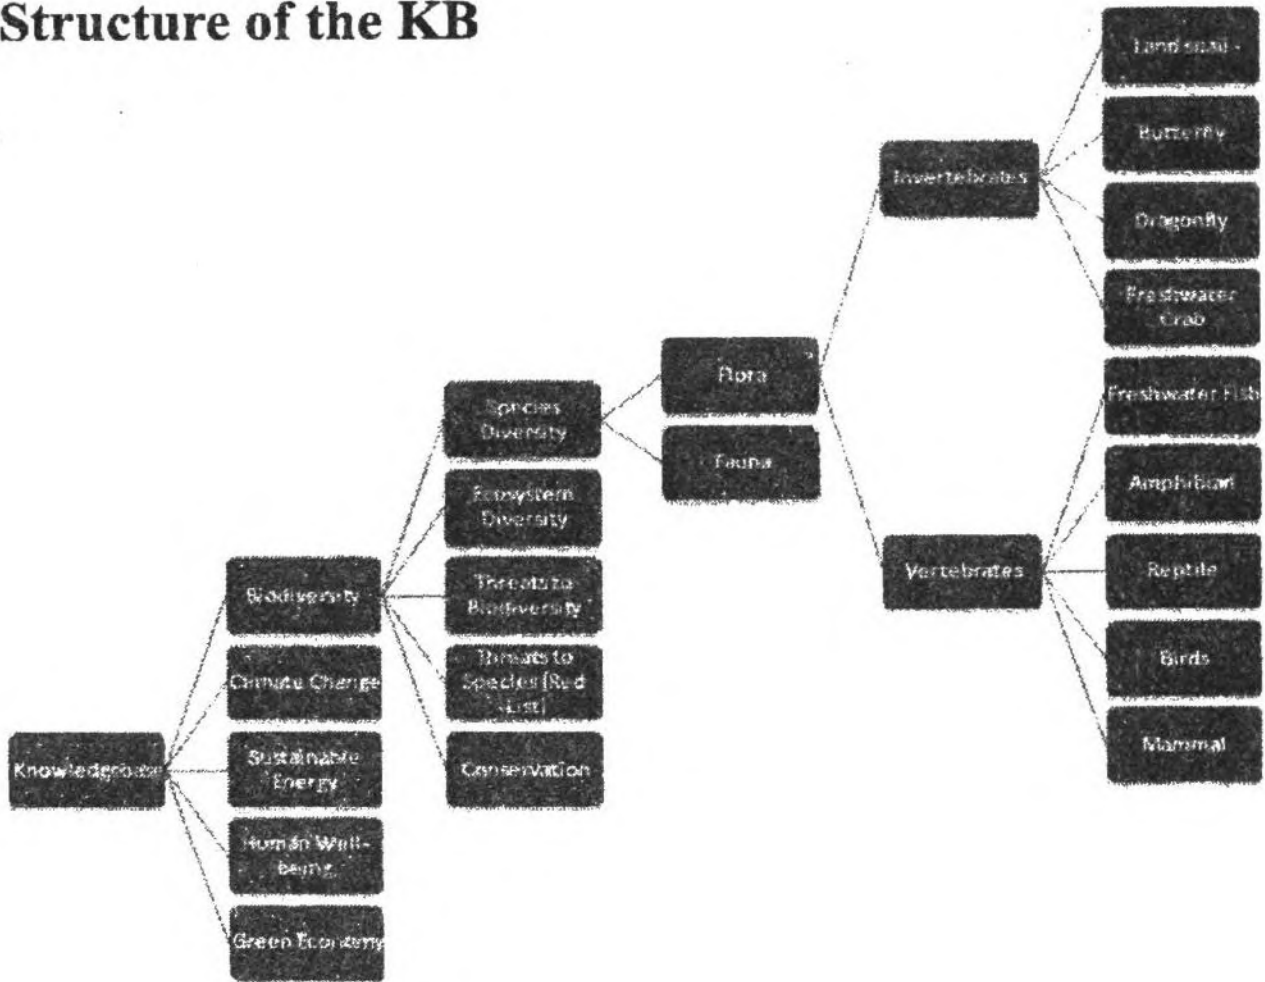 Structure of the KB
Land snail -
Butterfly
Invertebrates
Dragonfly
Freshwater
Crab
Flora
Freshwater Fish
Species
Diversity
Fauna
Amphibian
Ecosystem
Diversity
Vertebrates
Reptile
Biodiversity
Threats to
Biodiversity
Birds
Climate Change
Threats to
Species (Red
List)
Mammal
Knowledgebase
Sustainable
Energy
Conservation
Human Well-
being
Green Economy